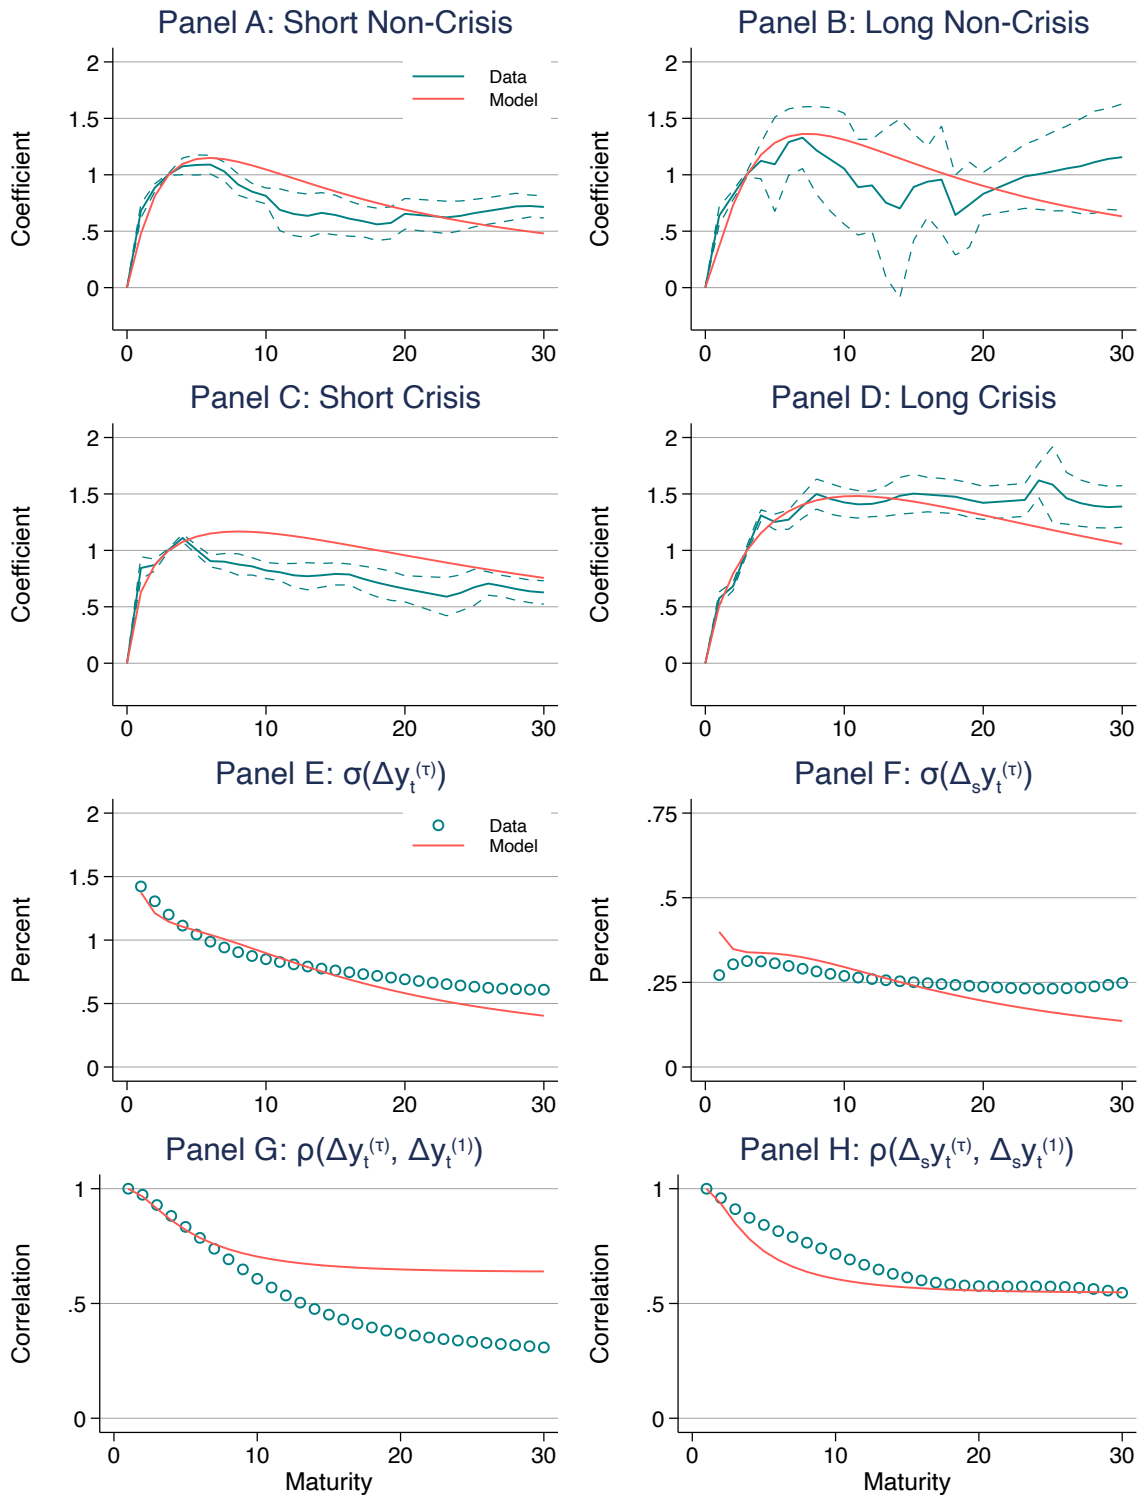 Panel A: Short Non-Crisis
Coefficient
2
1.5
1
.5
0
0 10 20 30
Data
Model
Panel B: Long Non-Crisis
Coefficient
2
1.5
1
.5
0
0 10 20 30
Panel C: Short Crisis
Coefficient
2
1.5
1
.5
0
0 10 20 30
Panel D: Long Crisis
Coefficient
2
1.5
1
.5
0
0 10 20 30
Panel E: σ(Δy_t^(τ))
Percent
2
1.5
1
.5
0
0 10 20 30
Data
Model
Panel F: σ(Δ_s y_t^(τ))
Percent
.75
.5
.25
0
0 10 20 30
Panel G: ρ(Δy_t^(τ), Δy_t^(1))
Correlation
1
.5
0
0 10 20 30
Maturity
Panel H: ρ(Δ_s y_t^(τ), Δ_s y_t^(1))
Correlation
1
.5
0
0 10 20 30
Maturity